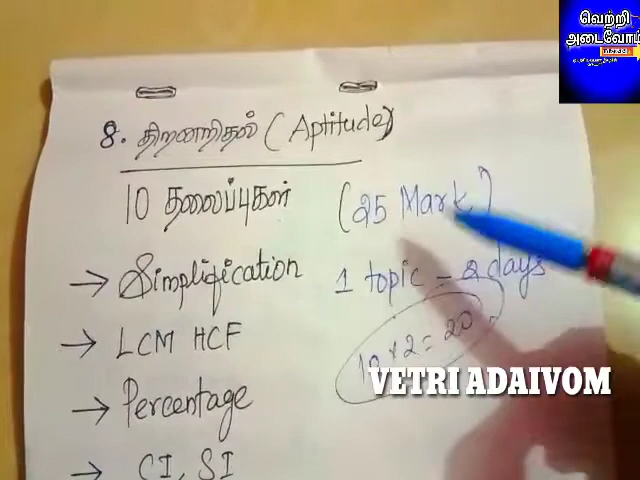 வெற்றி
அடைவோம்
8. திறனறிதல் (Aptitude)
10 தலைப்புகள் (25 Mark)
→ Simplification 1 topic - 2 days
→ LCM HCF 10 × 2 = 20
VETRI ADAIVOM
→ Percentage
→ CI, SI